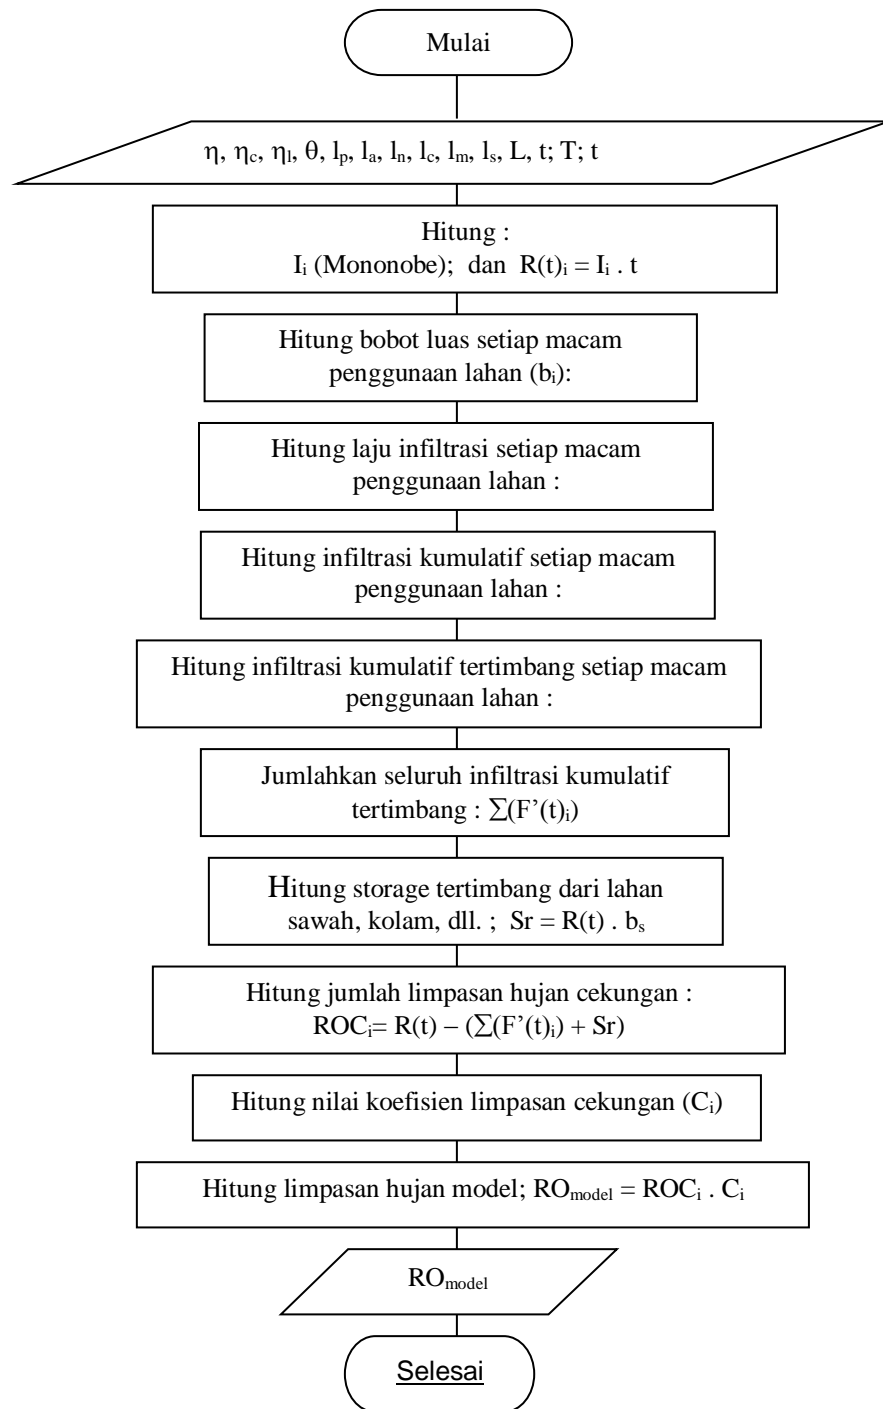 Mulai
η, ηc, ηl, θ, lp, la, ln, lc, lm, ls, L, t; T; t
Hitung :
Ii (Mononobe); dan R(t)i = Ii . t
Hitung bobot luas setiap macam
penggunaan lahan (bi):
Hitung laju infiltrasi setiap macam
penggunaan lahan :
Hitung infiltrasi kumulatif setiap macam
penggunaan lahan :
Hitung infiltrasi kumulatif tertimbang setiap macam
penggunaan lahan :
Jumlahkan seluruh infiltrasi kumulatif
tertimbang : ∑(F’(t)i)
Hitung storage tertimbang dari lahan
sawah, kolam, dll. ; Sr = R(t) . bs
Hitung jumlah limpasan hujan cekungan :
ROCi= R(t) – (∑(F’(t)i) + Sr)
Hitung nilai koefisien limpasan cekungan (Ci)
Hitung limpasan hujan model; ROmodel = ROCi . Ci
ROmodel
Selesai